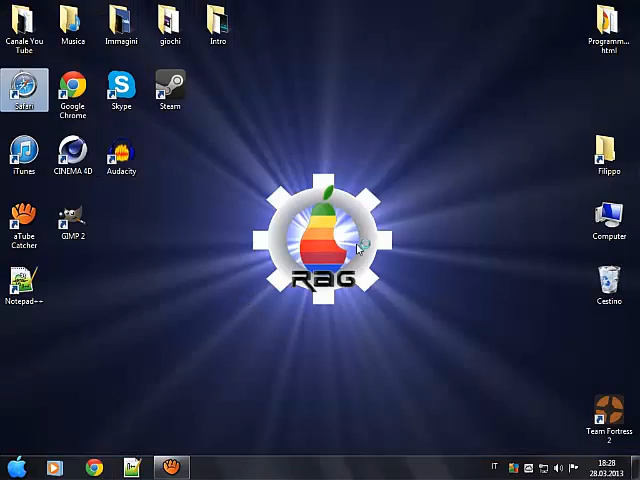 Canale You
Tube
Musica
Immagini
giochi
Intro
Programm...
html
Safari
Google
Chrome
Skype
Steam
iTunes
CINEMA 4D
Audacity
Filippo
aTube
Catcher
GIMP 2
Computer
Notepad++
Cestino
RAG
Team Fortress
2
IT
18:28
28.03.2013